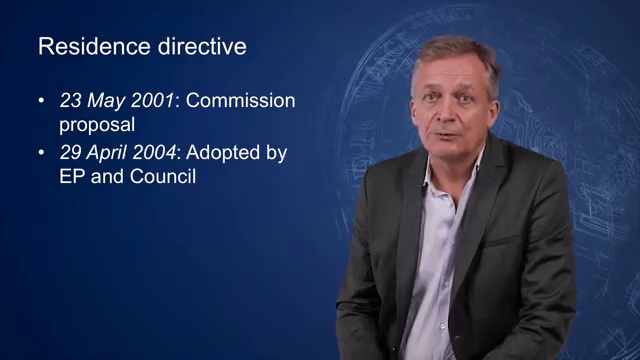 Residence directive
• 23 May 2001: Commission
proposal
• 29 April 2004: Adopted by
EP and Council